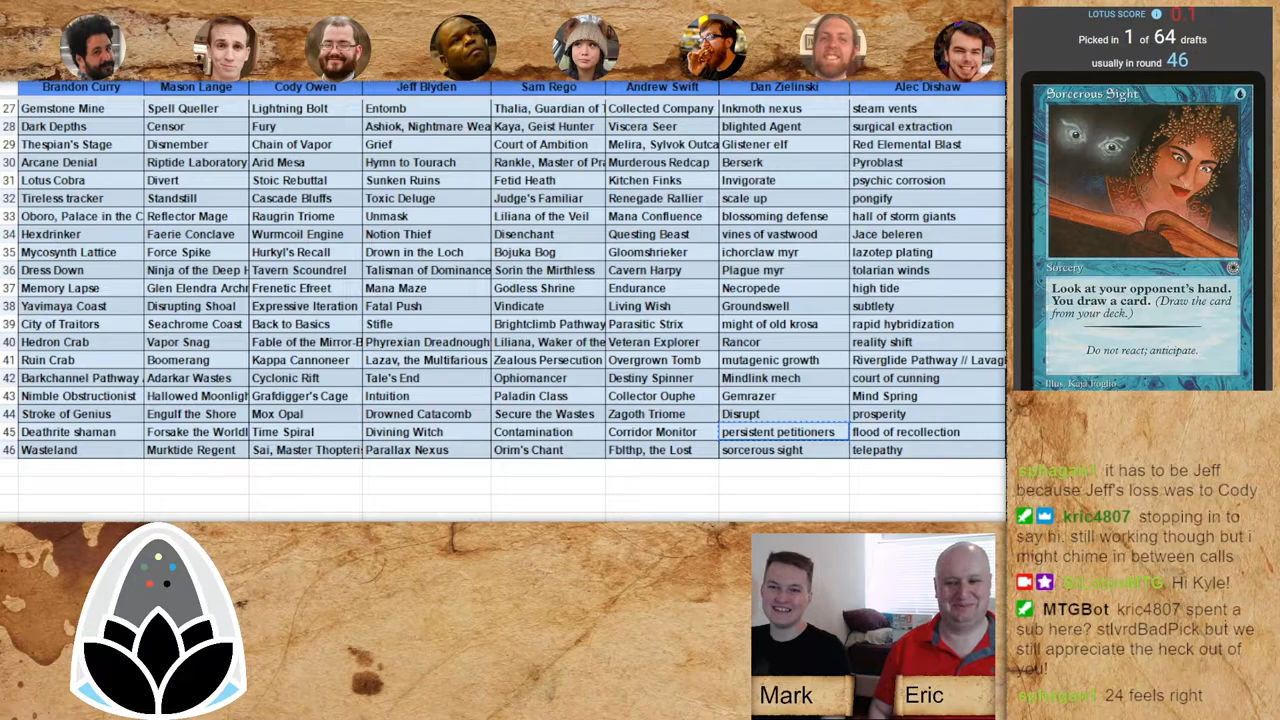 LOTUS SCORE 0.1
Picked in 1 of 64 drafts
usually in round 46
Brandon Curry Mason Lange Cody Owen Jeff Blyden Sam Rego Andrew Swift Dan Zielinski Alec Dishaw
27 Gemstone Mine Spell Queller Lightning Bolt Entomb Thalia, Guardian of T Collected Company Inkmoth nexus steam vents
28 Dark Depths Censor Fury Ashiok, Nightmare Wea Kaya, Geist Hunter Viscera Seer blighted Agent surgical extraction
29 Thespian's Stage Dismember Chain of Vapor Grief Court of Ambition Melira, Sylvok Outca Glistener elf Red Elemental Blast
30 Arcane Denial Riptide Laboratory Arid Mesa Hymn to Tourach Rankle, Master of Pra Murderous Redcap Berserk Pyroblast
31 Lotus Cobra Divert Stoic Rebuttal Sunken Ruins Fetid Heath Kitchen Finks Invigorate psychic corrosion
32 Tireless tracker Standstill Cascade Bluffs Toxic Deluge Judge's Familiar Renegade Rallier scale up pongify
33 Oboro, Palace in the C Reflector Mage Raugrin Triome Unmask Liliana of the Veil Mana Confluence blossoming defense hall of storm giants
34 Hexdrinker Faerie Conclave Wurmcoil Engine Notion Thief Disenchant Questing Beast vines of vastwood Jace beleren
35 Mycosynth Lattice Force Spike Hurkyl's Recall Drown in the Loch Bojuka Bog Gloomshrieker ichorclaw myr lazotep plating
36 Dress Down Ninja of the Deep H Tavern Scoundrel Talisman of Dominance Sorin the Mirthless Cavern Harpy Plague myr tolarian winds
37 Memory Lapse Glen Elendra Archr Frenetic Efreet Mana Maze Godless Shrine Endurance Necropede high tide
38 Yavimaya Coast Disrupting Shoal Expressive Iteration Fatal Push Vindicate Living Wish Groundswell subtlety
39 City of Traitors Seachrome Coast Back to Basics Stifle Brightclimb Pathway Parasitic Strix might of old krosa rapid hybridization
40 Hedron Crab Vapor Snag Fable of the Mirror-B Phyrexian Dreadnough Liliana, Waker of the Veteran Explorer Rancor reality shift
41 Ruin Crab Boomerang Kappa Cannoneer Lazav, the Multifarious Zealous Persecution Overgrown Tomb mutagenic growth Riverglide Pathway // Lavagl
42 Barkchannel Pathway Adarkar Wastes Cyclonic Rift Tale's End Ophiomancer Destiny Spinner Mindlink mech court of cunning
43 Nimble Obstructionist Hallowed Moonligh Grafdigger's Cage Intuition Paladin Class Collector Ouphe Gemrazer Mind Spring
44 Stroke of Genius Engulf the Shore Mox Opal Drowned Catacomb Secure the Wastes Zagoth Triome Disrupt prosperity
45 Deathrite shaman Forsake the World Time Spiral Divining Witch Contamination Corridor Monitor persistent petitioners flood of recollection
46 Wasteland Murktide Regent Sai, Master Thopteri Parallax Nexus Orim's Chant Fblthp, the Lost sorcerous sight telepathy
Sorcerous Sight
Sorcery
Look at your opponent's hand.
You draw a card. (Draw the card
from your deck.)
Do not react; anticipate.
Illus. Kaja Foglio
sphagan1 it has to be Jeff
because Jeff's loss was to Cody
kric4807 stopping in to
say hi. still working though but i
might chime in between calls
Hi Kyle!
MTGBot kric4807 spent a
sub here? stlvrdBadPick but we
still appreciate the heck out of
you!
sphagan1 24 feels right
Mark
Eric